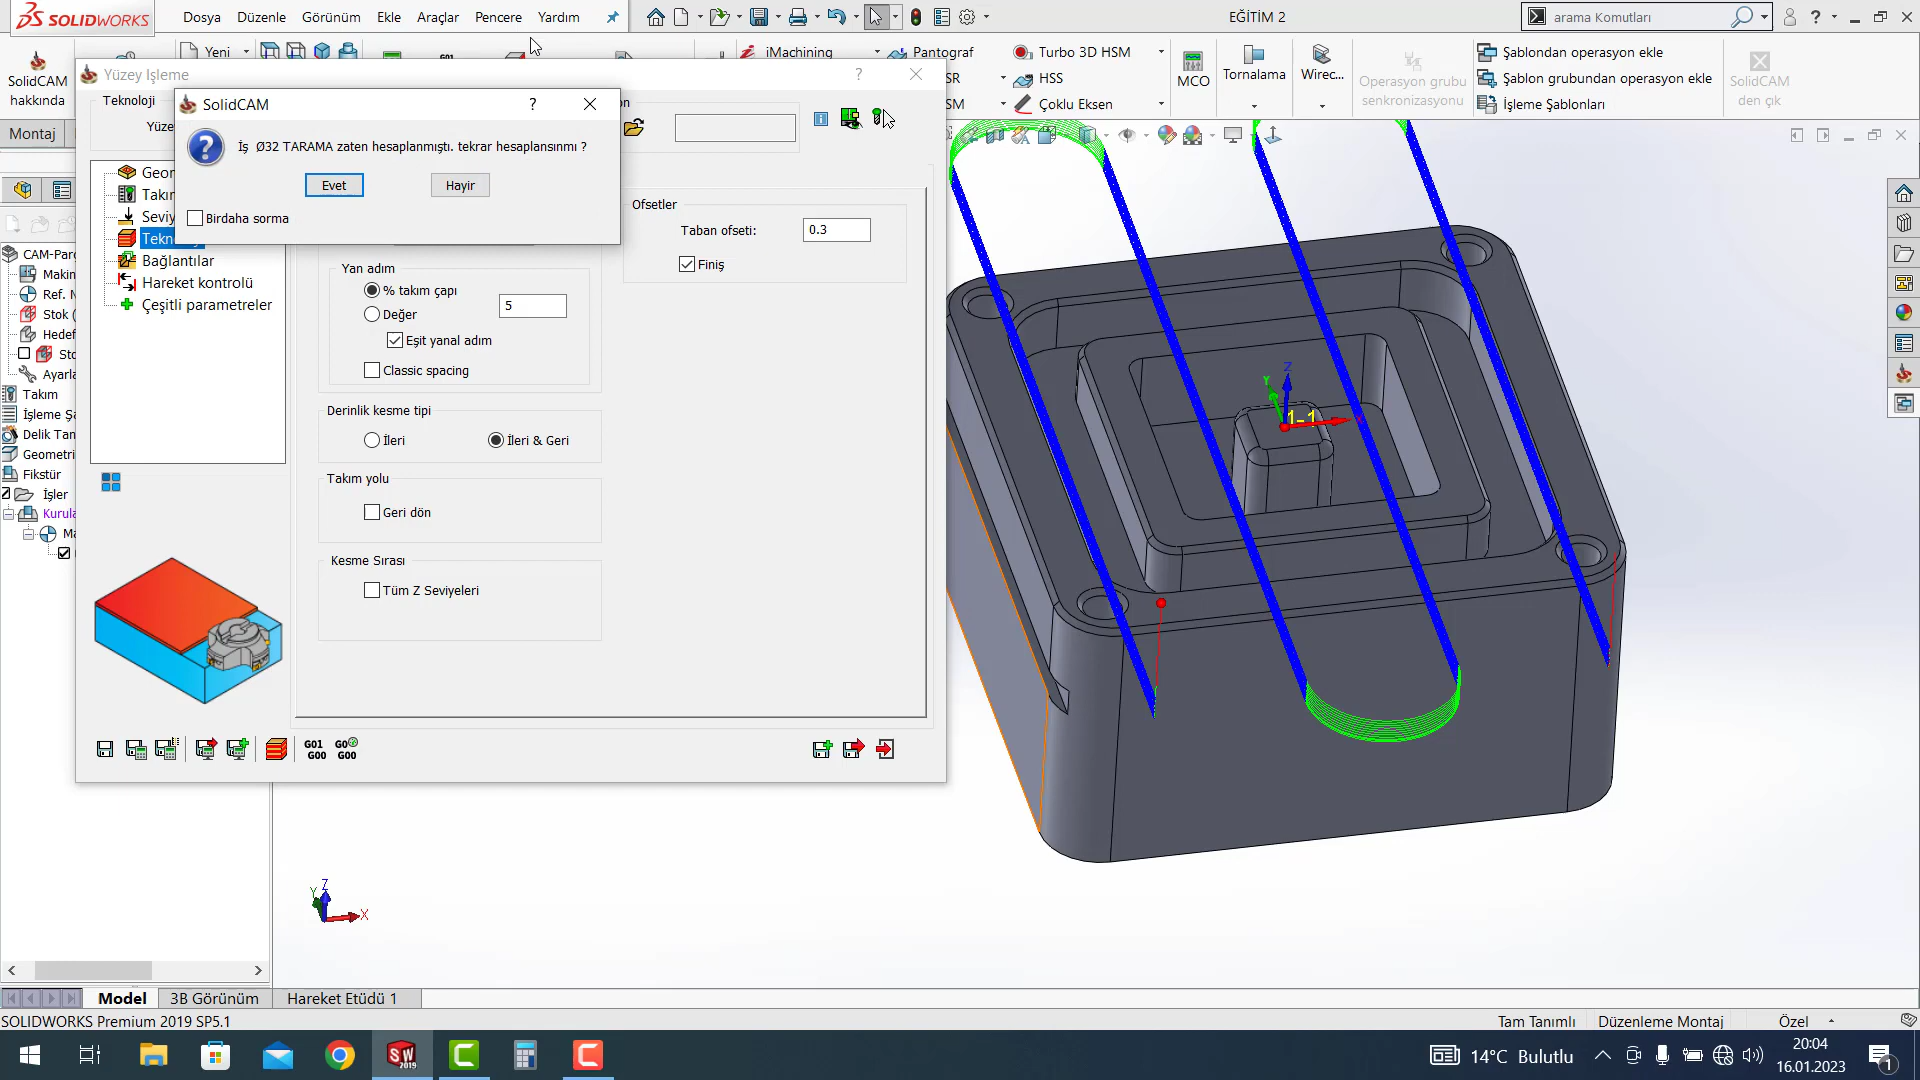 SOLIDWORKS
Dosya
Düzenle
Görünüm
Ekle
Araçlar
Pencere
Yardım
EĞİTİM 2
arama Komutları
SolidCAM
hakkında
Yeni
iMachining
Pantograf
Turbo 3D HSM
HSS
Çoklu Eksen
MCO
Tornalama
Wirec...
Operasyon grubu
senkronizasyonu
Şablondan operasyon ekle
Şablon grubundan operasyon ekle
İşleme Şablonları
SolidCAM
den çık
Montaj
Yüzey İşleme
Teknoloji
SolidCAM
İş Ø32 TARAMA zaten hesaplanmıştı. tekrar hesaplansınmı ?
Evet
Hayir
Birdaha sorma
Bağlantılar
Hareket kontrolü
Çeşitli parametreler
Ofsetler
Taban ofseti:
0.3
Finiş
Yan adım
% takım çapı
5
Değer
Eşit yanal adım
Classic spacing
Derinlik kesme tipi
İleri
İleri & Geri
Takım yolu
Geri dön
Kesme Sırası
Tüm Z Seviyeleri
G01
G00
G00
Takım
Fikstür
İşler
1-1
X
Y
Z
Model
3B Görünüm
Hareket Etüdü 1
SOLIDWORKS Premium 2019 SP5.1
Tam Tanımlı
Düzenleme Montaj
Özel
14°C Bulutlu
20:04
16.01.2023
1